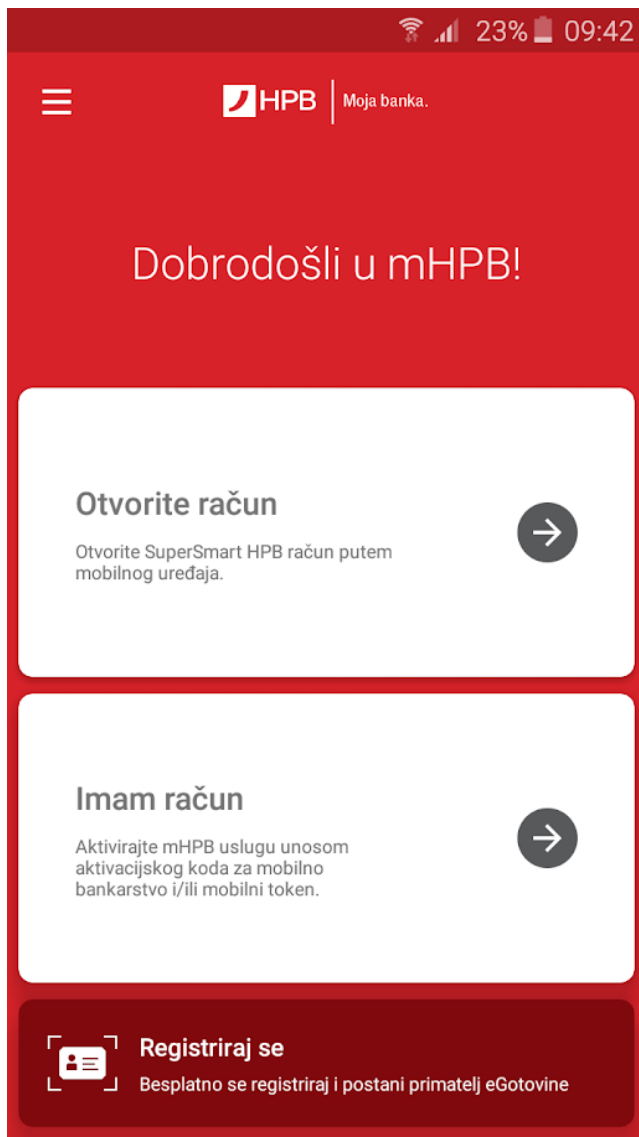 23% 09:42
HPB Moja banka.
Dobrodošli u mHPB!
Otvorite račun
Otvorite SuperSmart HPB račun putem
mobilnog uređaja.
Imam račun
Aktivirajte mHPB uslugu unosom
aktivacijskog koda za mobilno
bankarstvo i/ili mobilni token.
Registriraj se
Besplatno se registriraj i postani primatelj eGotovine